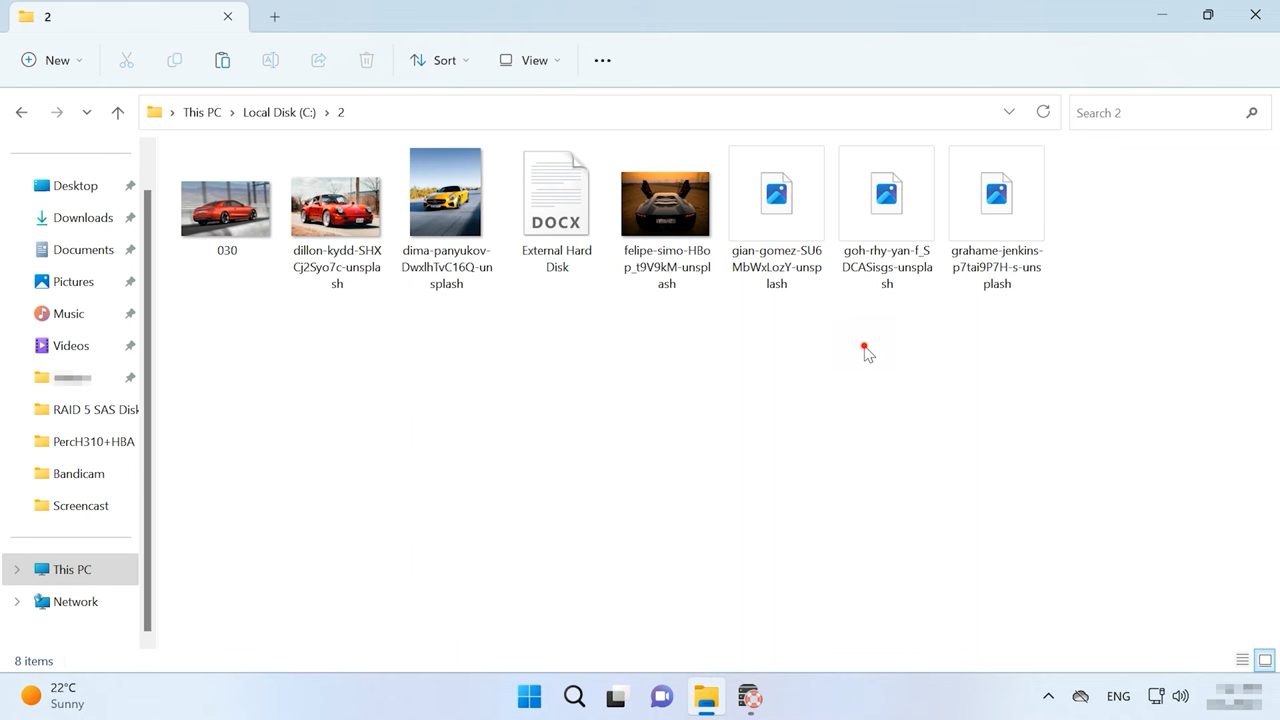 2
New
Sort
View
This PC
Local Disk (C:)
2
Search 2
Desktop
Downloads
Documents
Pictures
Music
Videos
RAID 5 SAS Disk
PercH310+HBA
Bandicam
Screencast
This PC
Network
030
dillon-kydd-SHX
Cj2Syo7c-unspla
sh
dima-panyukov-
DwxlhTvC16Q-un
splash
DOCX
External Hard
Disk
felipe-simo-HBo
p_t9V9kM-unspl
ash
gian-gomez-SU6
MbWxLozY-unsp
lash
goh-rhy-yan-f_S
DCASisgs-unspla
sh
grahame-jenkins-
p7tai9P7H-s-uns
plash
8 items
22°C
Sunny
ENG